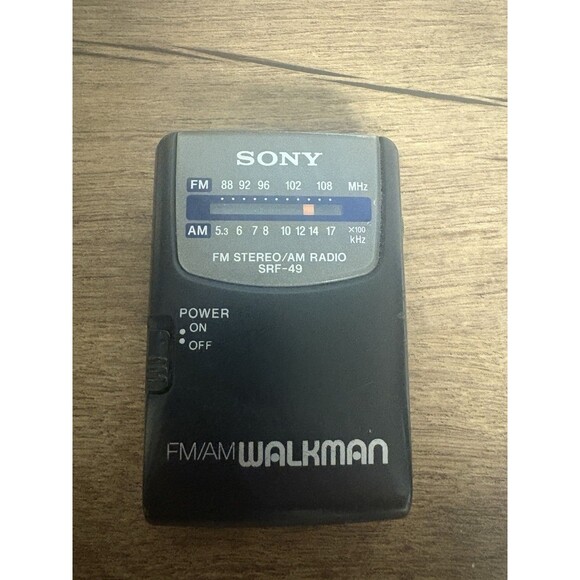 SONY
FM 88 92 96 102 108 MHz
AM 5.3 6 7 8 10 12 14 17 ×100 kHz
FM STEREO/AM RADIO
SRF-49
POWER
ON
OFF
FM/AM WALKMAN